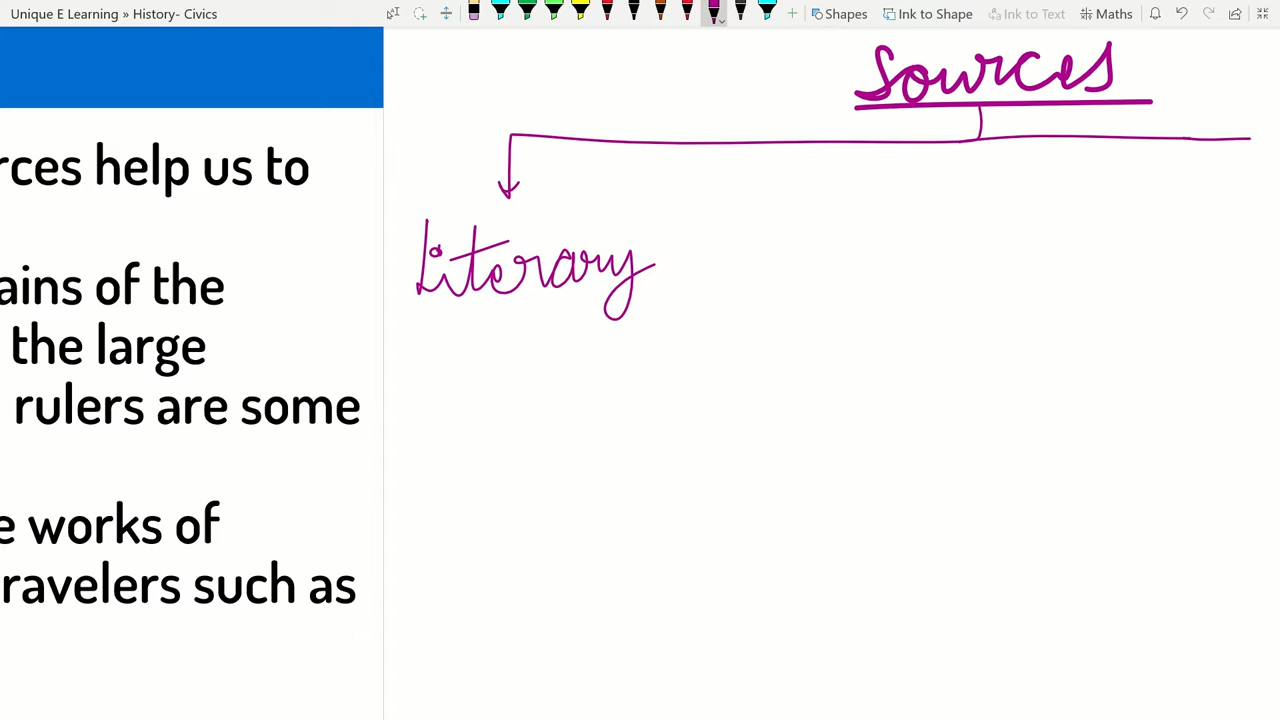 Unique E Learning » History- Civics
Shapes
Ink to Shape
Ink to Text
Maths
rces help us to
ains of the
the large
rulers are some
e works of
ravelers such as
Sources
Literary